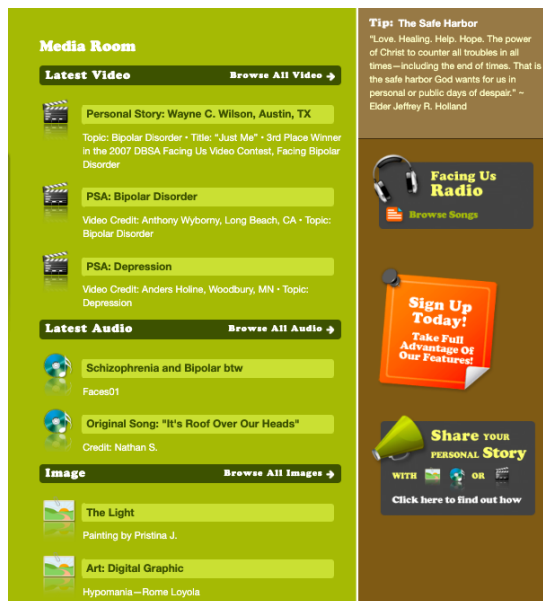 Media Room
Latest Video
Browse All Video →
Personal Story: Wayne C. Wilson, Austin, TX
Topic: Bipolar Disorder • Title: "Just Me" • 3rd Place Winner
in the 2007 DBSA Facing Us Video Contest, Facing Bipolar
Disorder
PSA: Bipolar Disorder
Video Credit: Anthony Wyborny, Long Beach, CA • Topic:
Bipolar Disorder
PSA: Depression
Video Credit: Anders Holine, Woodbury, MN • Topic:
Depression
Latest Audio
Browse All Audio →
Schizophrenia and Bipolar btw
Faces01
Original Song: "It's Roof Over Our Heads"
Credit: Nathan S.
Image
Browse All Images →
The Light
Painting by Pristina J.
Art: Digital Graphic
Hypomania—Rome Loyola
Tip: The Safe Harbor
"Love. Healing. Help. Hope. The power
of Christ to counter all troubles in all
times—including the end of times. That is
the safe harbor God wants for us in
personal or public days of despair." ~
Elder Jeffrey R. Holland
Facing Us
Radio
Browse Songs
Sign Up
Today!
Take Full
Advantage Of
Our Features!
Share YOUR
PERSONAL Story
WITH OR
Click here to find out how